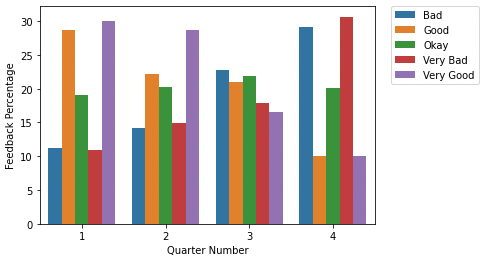 Bad
Good
Okay
Very Bad
Very Good
Feedback Percentage
30
25
20
15
10
5
0
1 2 3 4
Quarter Number